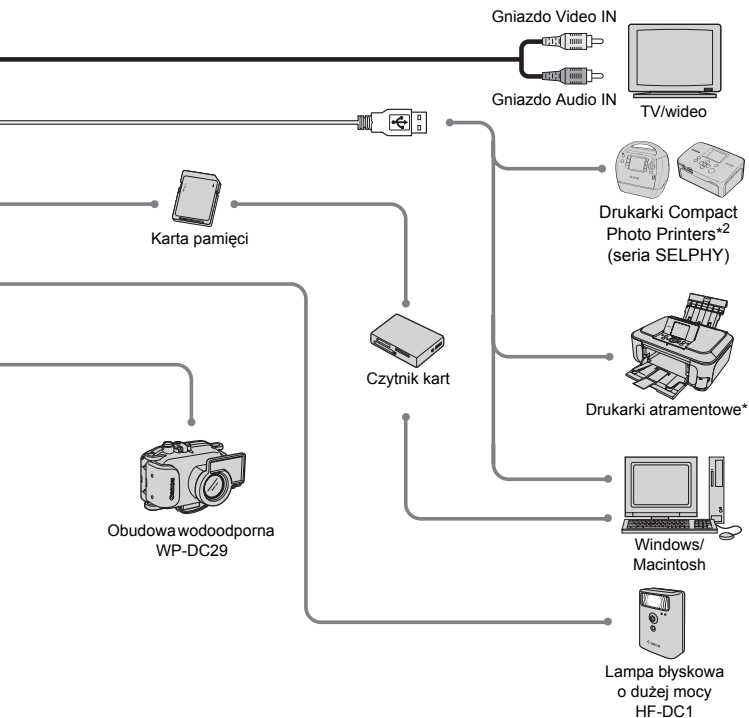 Gniazdo Video IN
Gniazdo Audio IN
TV/wideo
Drukarki Compact
Photo Printers*2
(seria SELPHY)
Karta pamięci
Czytnik kart
Drukarki atramentowe*
Obudowa wodoodporna
WP-DC29
Canon
Windows/
Macintosh
Lampa błyskowa
o dużej mocy
HF-DC1